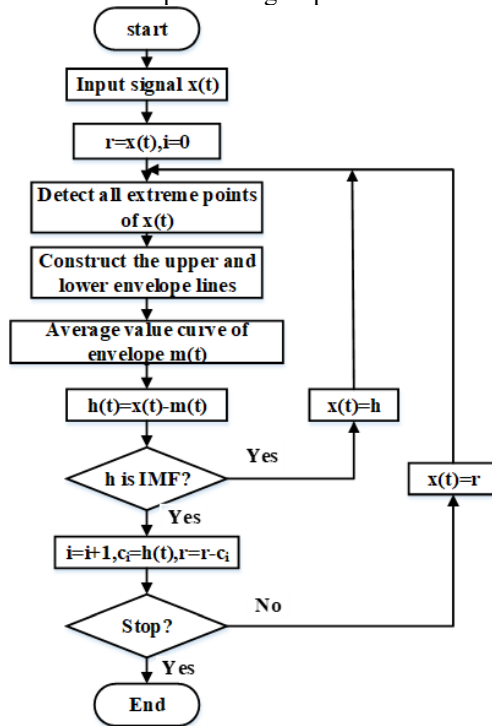 start
Input signal x(t)
r=x(t),i=0
Detect all extreme points
of x(t)
Construct the upper and
lower envelope lines
Average value curve of
envelope m(t)
h(t)=x(t)-m(t)
x(t)=h
h is IMF?
Yes
x(t)=r
Yes
i=i+1,cᵢ=h(t),r=r-cᵢ
Stop?
No
Yes
End